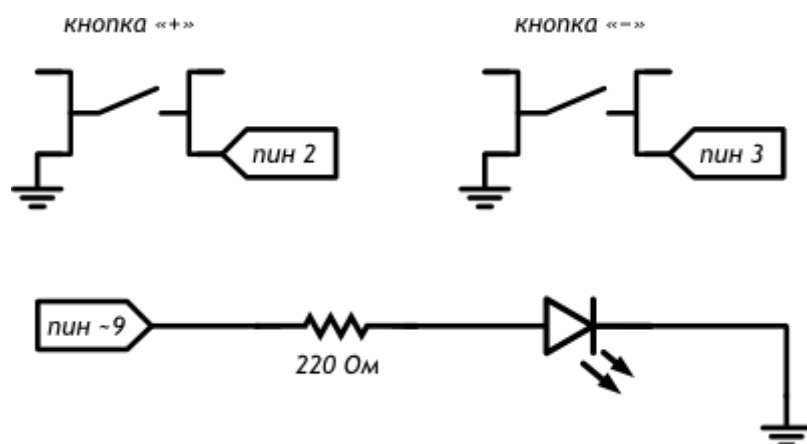 кнопка «+»
кнопка «−»
пин 2
пин 3
пин ~9
220 Ом